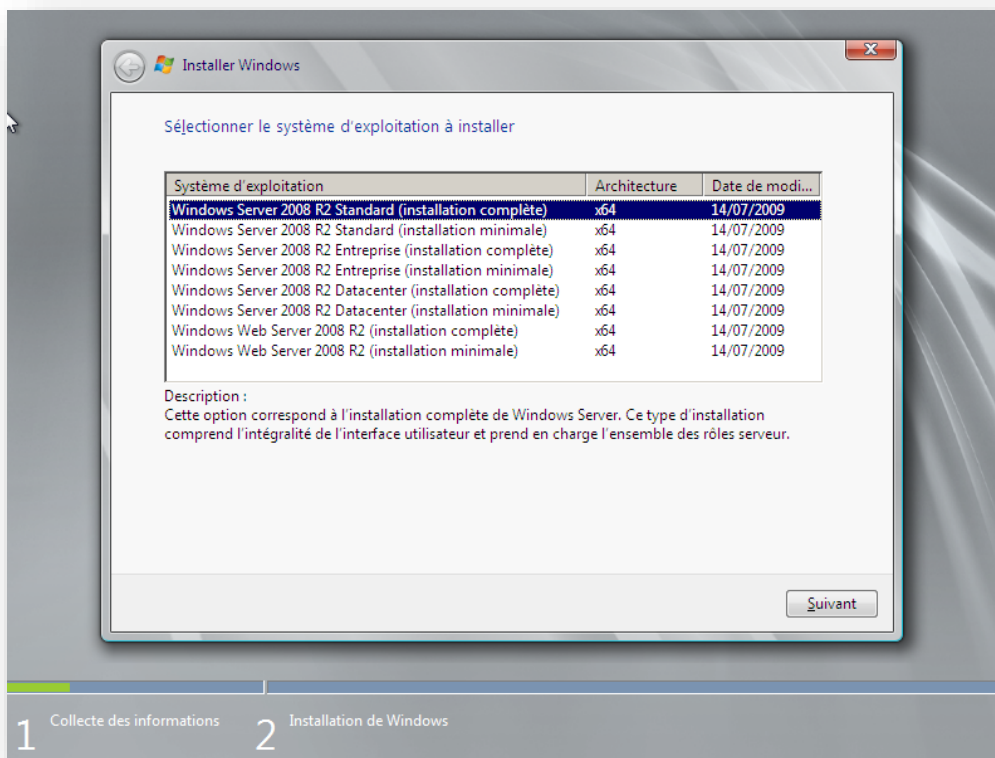 Installer Windows
Sélectionner le système d'exploitation à installer
Système d'exploitation Architecture Date de modi...
Windows Server 2008 R2 Standard (installation complète) x64 14/07/2009
Windows Server 2008 R2 Standard (installation minimale) x64 14/07/2009
Windows Server 2008 R2 Entreprise (installation complète) x64 14/07/2009
Windows Server 2008 R2 Entreprise (installation minimale) x64 14/07/2009
Windows Server 2008 R2 Datacenter (installation complète) x64 14/07/2009
Windows Server 2008 R2 Datacenter (installation minimale) x64 14/07/2009
Windows Web Server 2008 R2 (installation complète) x64 14/07/2009
Windows Web Server 2008 R2 (installation minimale) x64 14/07/2009
Description :
Cette option correspond à l'installation complète de Windows Server. Ce type d'installation
comprend l'intégralité de l'interface utilisateur et prend en charge l'ensemble des rôles serveur.
Suivant
1 Collecte des informations 2 Installation de Windows